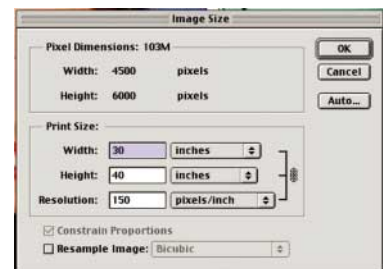 Image Size
Pixel Dimensions: 103M
OK
Width: 4500 pixels
Cancel
Height: 6000 pixels
Auto...
Print Size:
Width: 30 inches
Height: 40 inches
Resolution: 150 pixels/inch
Constrain Proportions
Resample Image: Bicubic